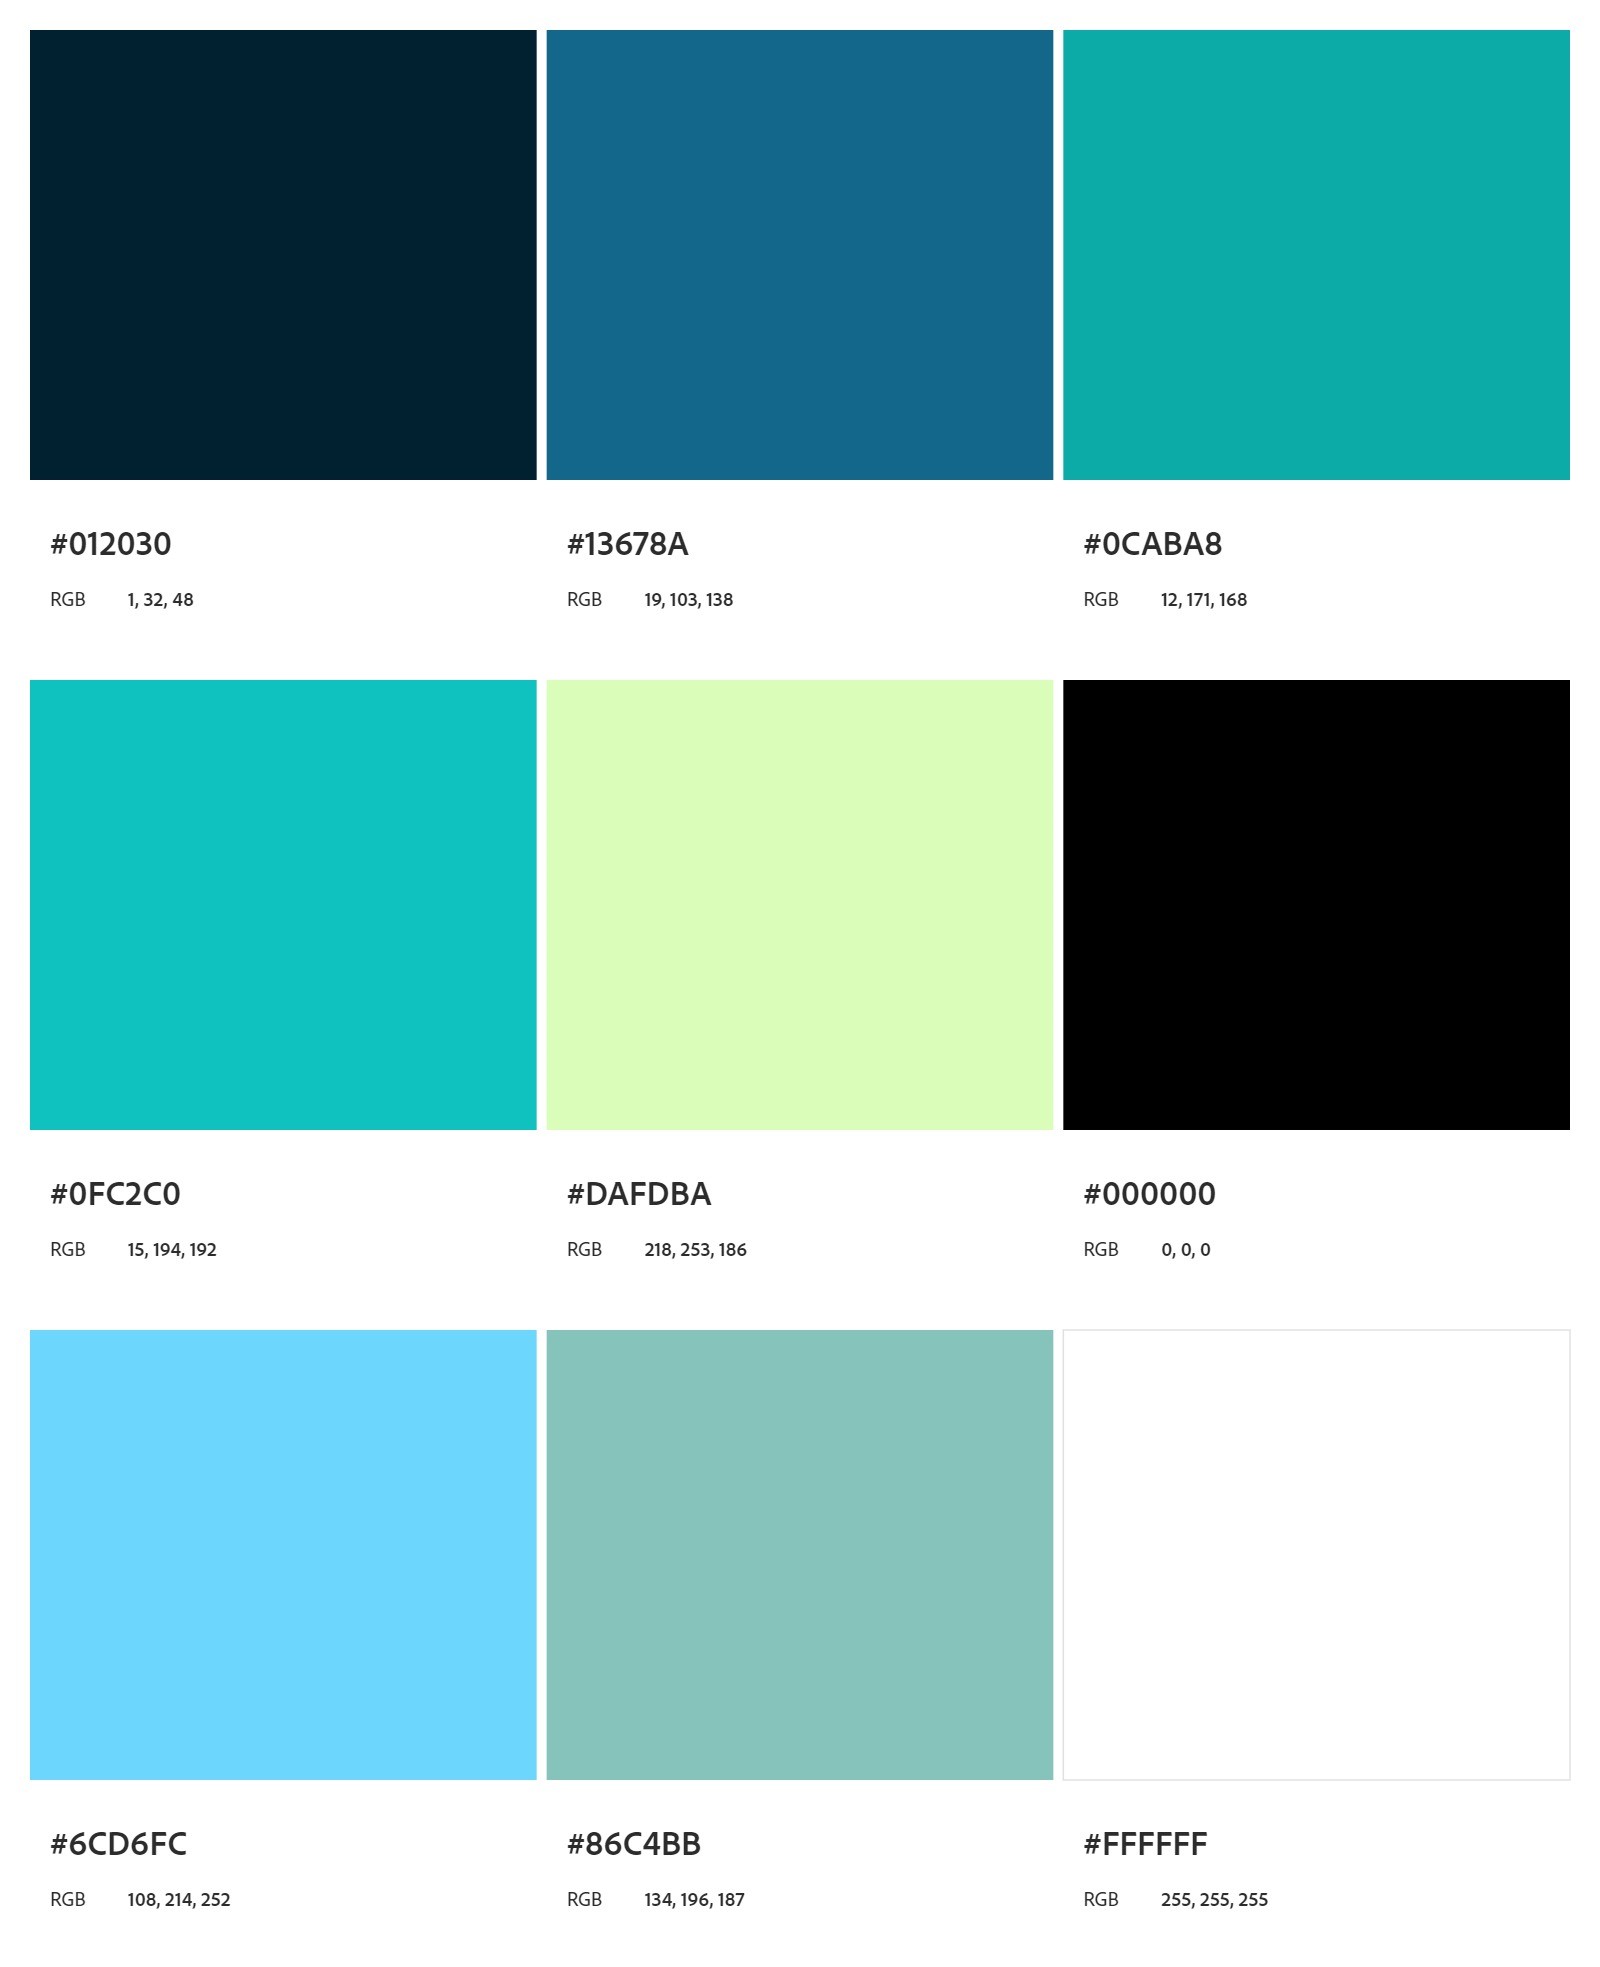 #012030 #13678A #0CABA8
RGB 1, 32, 48 RGB 19, 103, 138 RGB 12, 171, 168
#0FC2C0 #DAFDBA #000000
RGB 15, 194, 192 RGB 218, 253, 186 RGB 0, 0, 0
#6CD6FC #86C4BB #FFFFFF
RGB 108, 214, 252 RGB 134, 196, 187 RGB 255, 255, 255